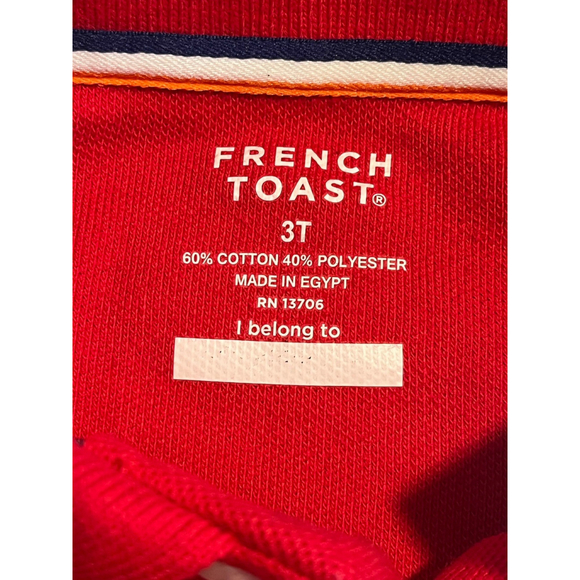 FRENCH
TOAST®
3T
60% COTTON 40% POLYESTER
MADE IN EGYPT
RN 13706
I belong to